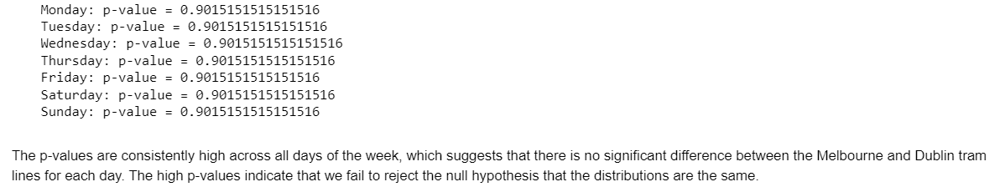 Monday: p-value = 0.9015151515151516
Tuesday: p-value = 0.9015151515151516
Wednesday: p-value = 0.9015151515151516
Thursday: p-value = 0.9015151515151516
Friday: p-value = 0.9015151515151516
Saturday: p-value = 0.9015151515151516
Sunday: p-value = 0.9015151515151516
The p-values are consistently high across all days of the week, which suggests that there is no significant difference between the Melbourne and Dublin tram
lines for each day. The high p-values indicate that we fail to reject the null hypothesis that the distributions are the same.